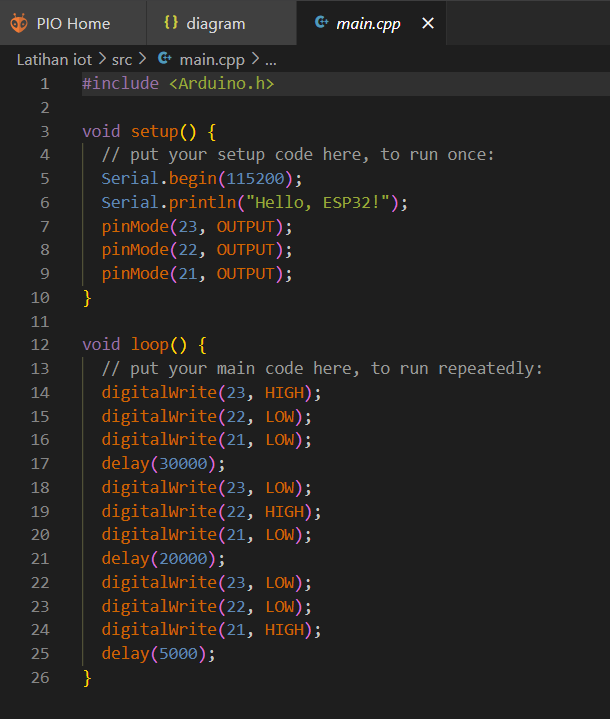 PIO Home
{} diagram
main.cpp ×
Latihan iot > src > main.cpp > ...
1 #include <Arduino.h>
2
3 void setup() {
4   // put your setup code here, to run once:
5   Serial.begin(115200);
6   Serial.println("Hello, ESP32!");
7   pinMode(23, OUTPUT);
8   pinMode(22, OUTPUT);
9   pinMode(21, OUTPUT);
10 }
11
12 void loop() {
13   // put your main code here, to run repeatedly:
14   digitalWrite(23, HIGH);
15   digitalWrite(22, LOW);
16   digitalWrite(21, LOW);
17   delay(30000);
18   digitalWrite(23, LOW);
19   digitalWrite(22, HIGH);
20   digitalWrite(21, LOW);
21   delay(20000);
22   digitalWrite(23, LOW);
23   digitalWrite(22, LOW);
24   digitalWrite(21, HIGH);
25   delay(5000);
26 }